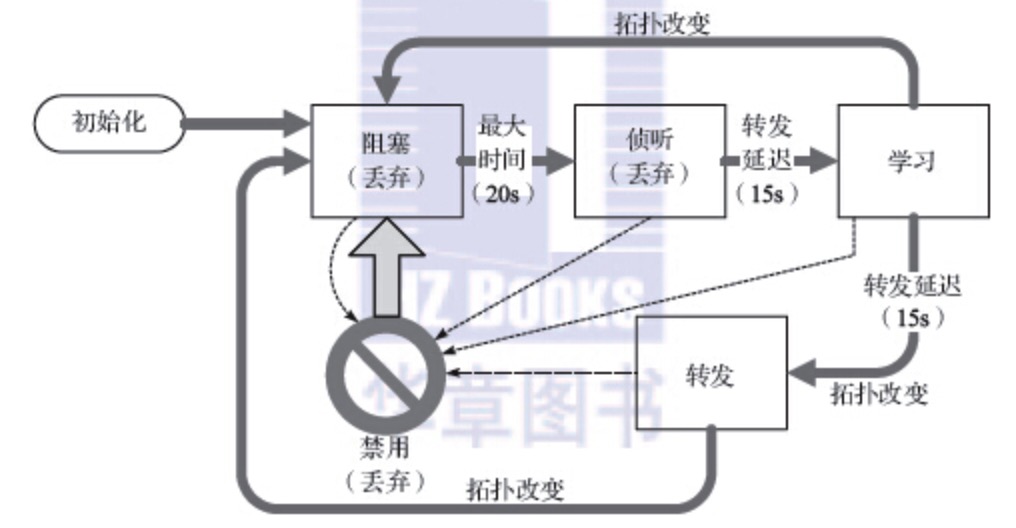 拓扑改变
初始化
阻塞
（丢弃）
最大
时间
（20s）
侦听
（丢弃）
转发
延迟
（15s）
学习
转发延迟
（15s）
HZ BOOKS
华章图书
转发
拓扑改变
禁用
（丢弃）
拓扑改变